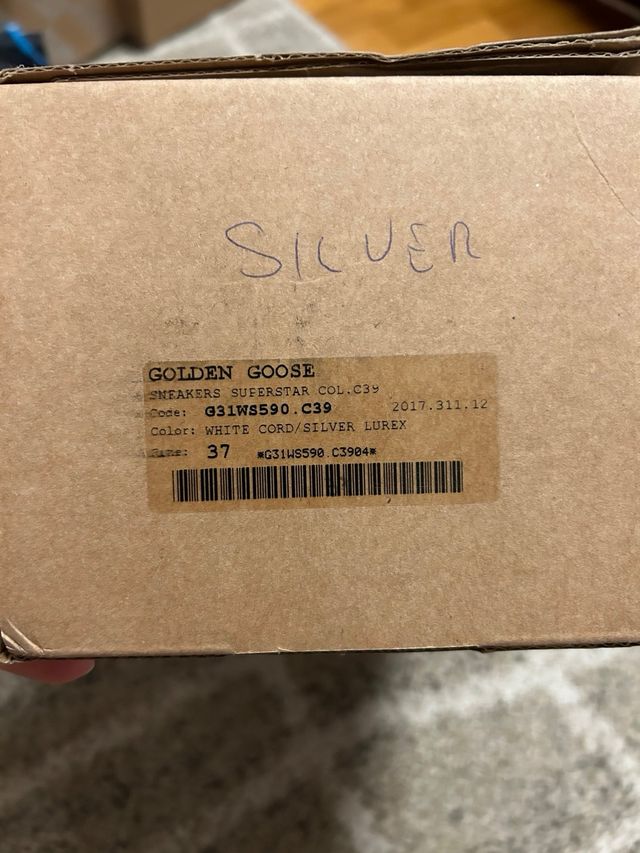 SILVER
GOLDEN GOOSE
SNEAKERS SUPERSTAR COL.C39
Code: G31WS590.C39 2017.311.12
Color: WHITE CORD/SILVER LUREX
Size: 37 *G31WS590.C3904*